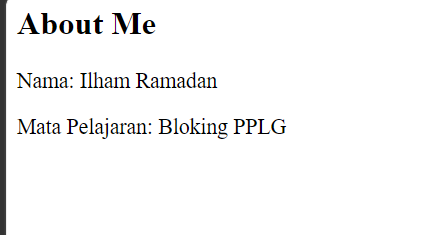 About Me
Nama: Ilham Ramadan
Mata Pelajaran: Bloking PPLG